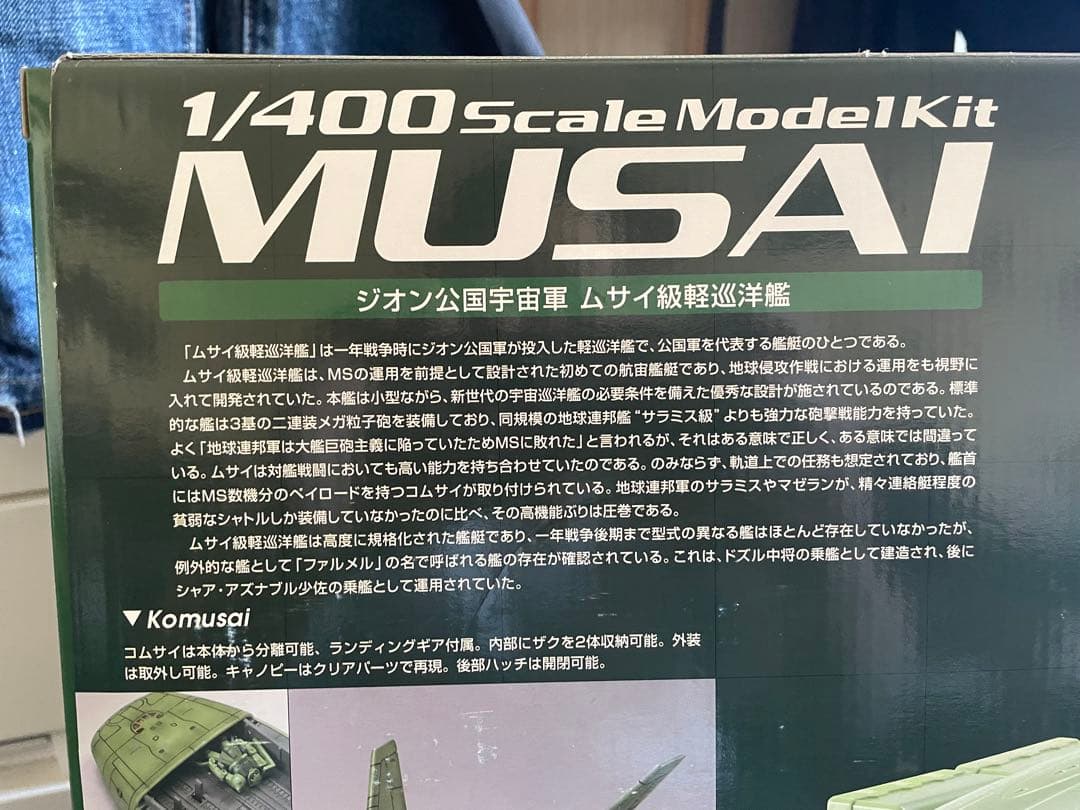 1/400 Scale Model Kit
MUSAI
ジオン公国宇宙軍 ムサイ級軽巡洋艦
「ムサイ級軽巡洋艦」は一年戦争時にジオン公国軍が投入した軽巡洋艦で、公国軍を代表する艦艇のひとつである。
ムサイ級軽巡洋艦は、MSの運用を前提として設計された初めての航宙艦艇であり、地球侵攻作戦における運用をも視野に
入れて開発されていた。本艦は小型ながら、新世代の宇宙巡洋艦の必要条件を備えた優秀な設計が施されているのである。標準
的な艦は3基の二連装メガ粒子砲を装備しており、同規模の地球連邦艦“サラミス級”よりも強力な砲撃戦能力を持っていた。
よく「地球連邦軍は大艦巨砲主義に陥っていたためMSに敗れた」と言われるが、それはある意味で正しく、ある意味では間違って
いる。ムサイは対艦戦闘においても高い能力を持ち合わせていたのである。のみならず、軌道上での任務も想定されており、艦首
にはMS数機分のペイロードを持つコムサイが取り付けられている。地球連邦軍のサラミスやマゼランが、精々連絡艇程度の
貧弱なシャトルしか装備していなかったのに比べ、その高機能ぶりは圧巻である。
ムサイ級軽巡洋艦は高度に規格化された艦艇であり、一年戦争後期まで型式の異なる艦はほとんど存在していなかったが、
例外的な艦として「ファルメル」の名で呼ばれる艦の存在が確認されている。これは、ドズル中将の乗艦として建造され、後に
シャア・アズナブル少佐の乗艦として運用されていた。
▼Komusai
コムサイは本体から分離可能、ランディングギア付属。内部にザクを2体収納可能。外装
は取外し可能。キャノピーはクリアパーツで再現。後部ハッチは開閉可能。